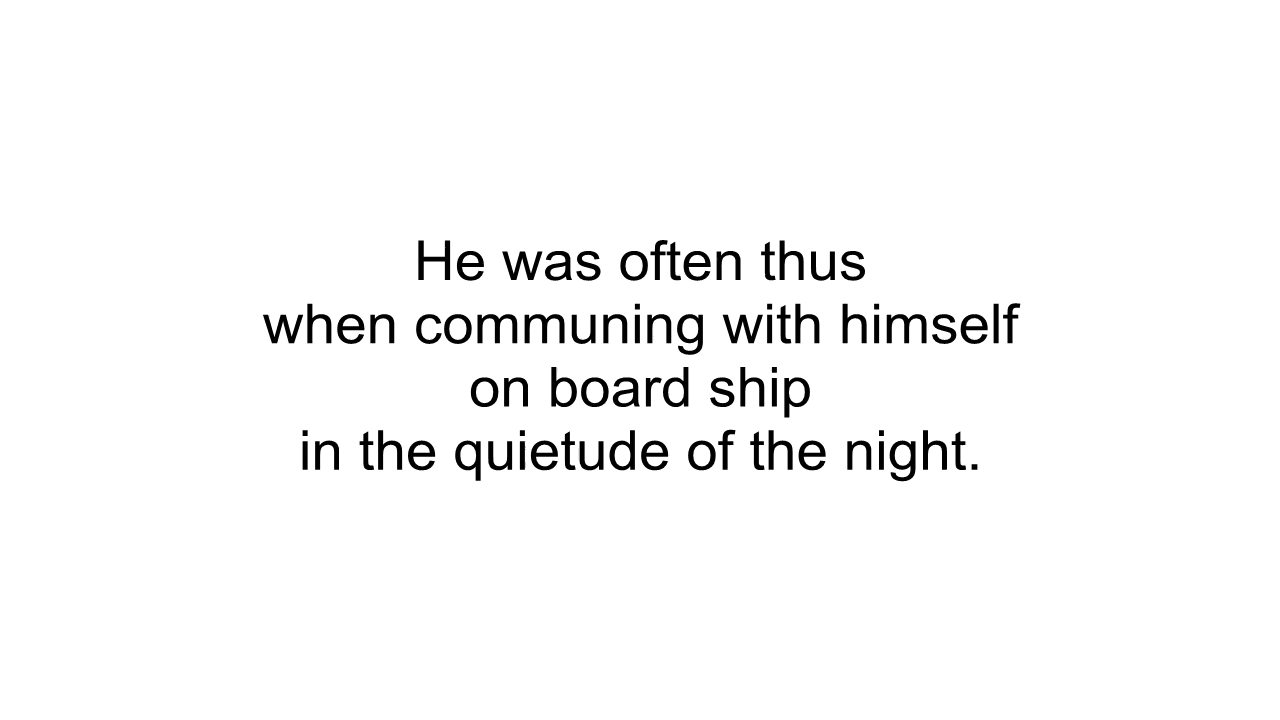 He was often thus
when communing with himself
on board ship
in the quietude of the night.